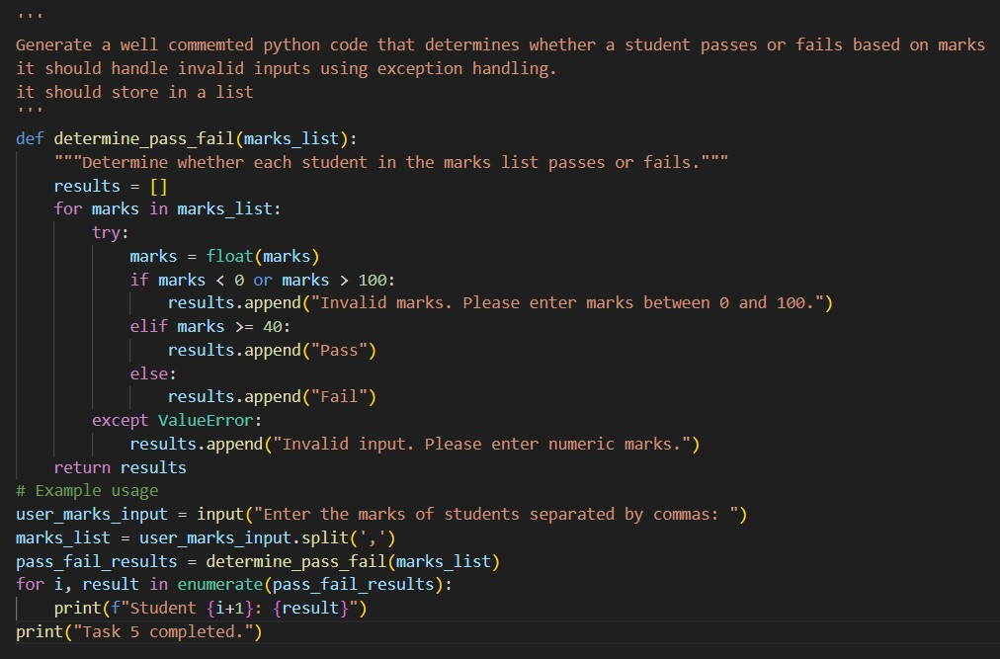 '''
Generate a well commemted python code that determines whether a student passes or fails based on marks
it should handle invalid inputs using exception handling.
it should store in a list
'''
def determine_pass_fail(marks_list):
    """Determine whether each student in the marks list passes or fails."""
    results = []
    for marks in marks_list:
        try:
            marks = float(marks)
            if marks < 0 or marks > 100:
                results.append("Invalid marks. Please enter marks between 0 and 100.")
            elif marks >= 40:
                results.append("Pass")
            else:
                results.append("Fail")
        except ValueError:
            results.append("Invalid input. Please enter numeric marks.")
    return results
# Example usage
user_marks_input = input("Enter the marks of students separated by commas: ")
marks_list = user_marks_input.split(',')
pass_fail_results = determine_pass_fail(marks_list)
for i, result in enumerate(pass_fail_results):
    print(f"Student {i+1}: {result}")
print("Task 5 completed.")